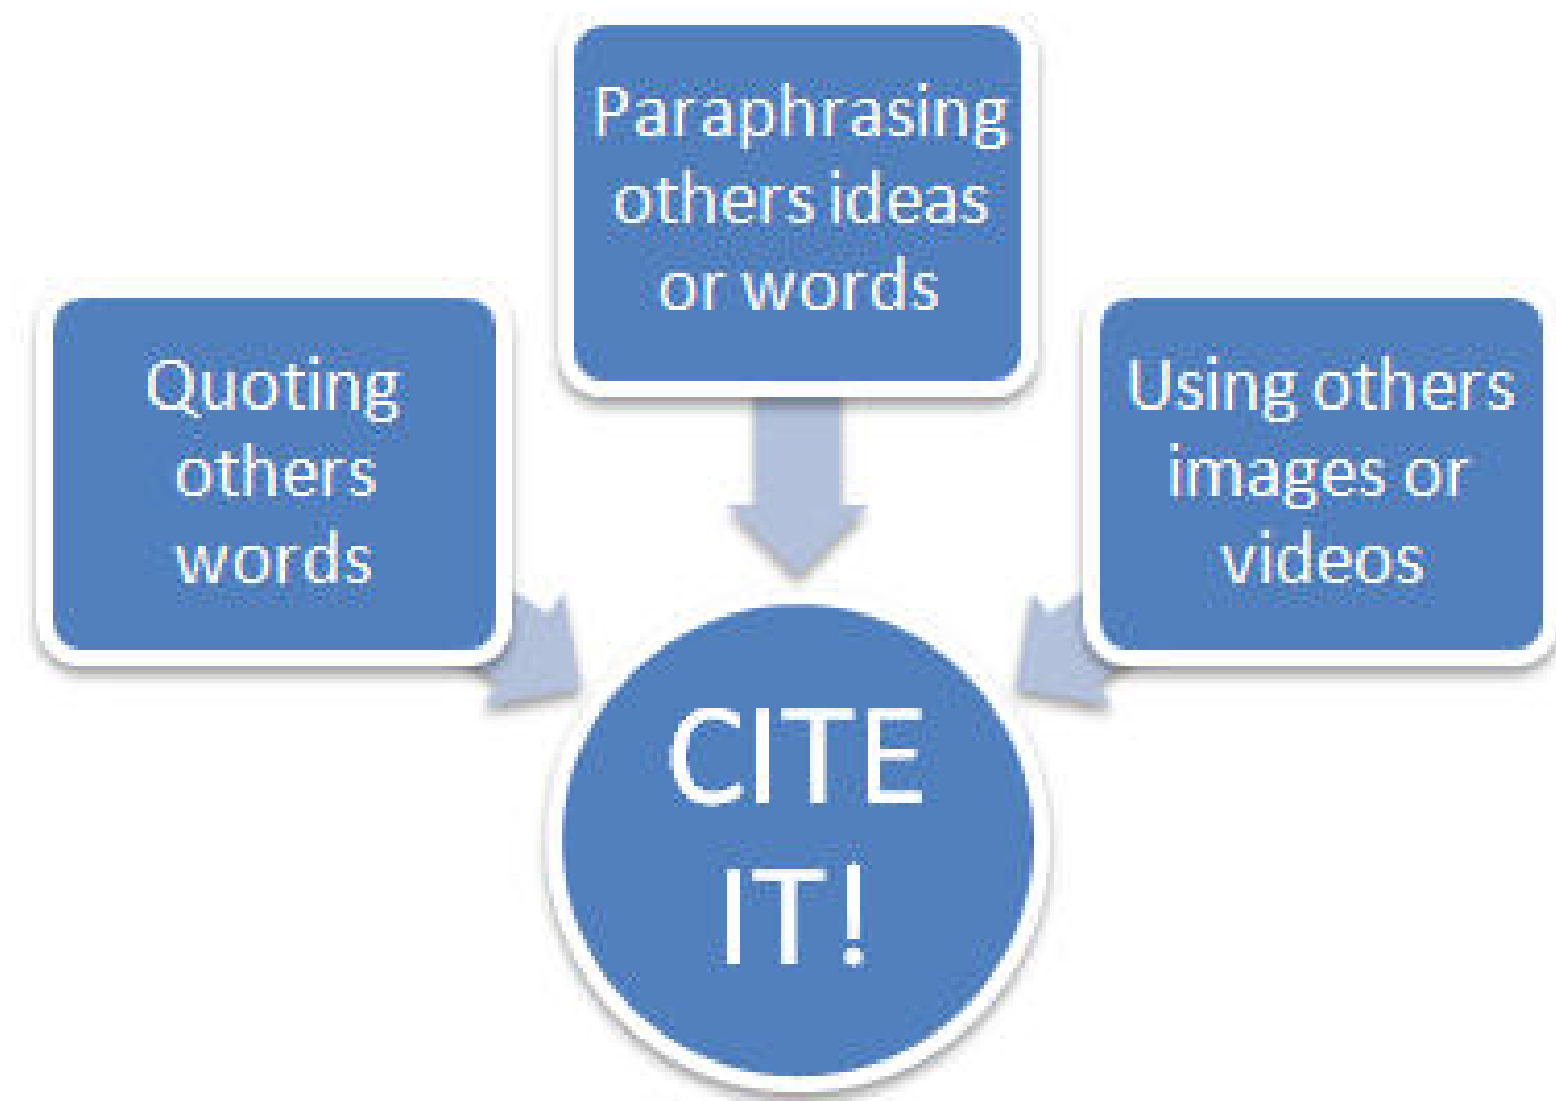 Paraphrasing
others ideas
or words
Quoting
others
words
Using others
images or
videos
CITE
IT!